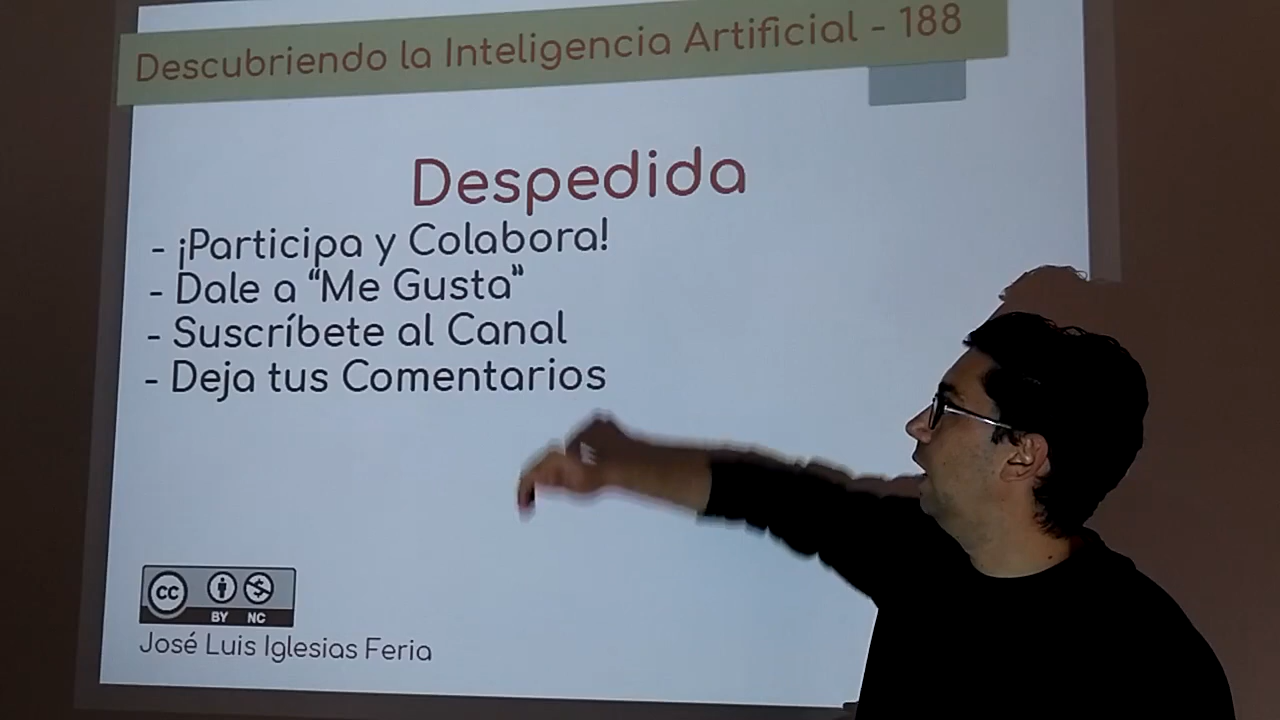 Descubriendo la Inteligencia Artificial - 188
Despedida
- ¡Participa y Colabora!
- Dale a “Me Gusta”
- Suscríbete al Canal
- Deja tus Comentarios
cc
BY NC
José Luis Iglesias Feria